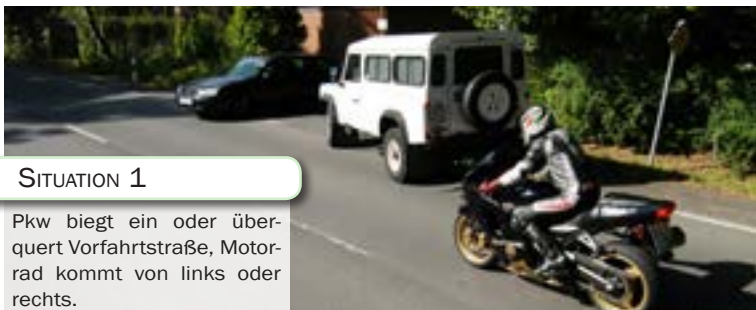 SITUATION 1
Pkw biegt ein oder über-
quert Vorfahrtstraße, Motor-
rad kommt von links oder
rechts.